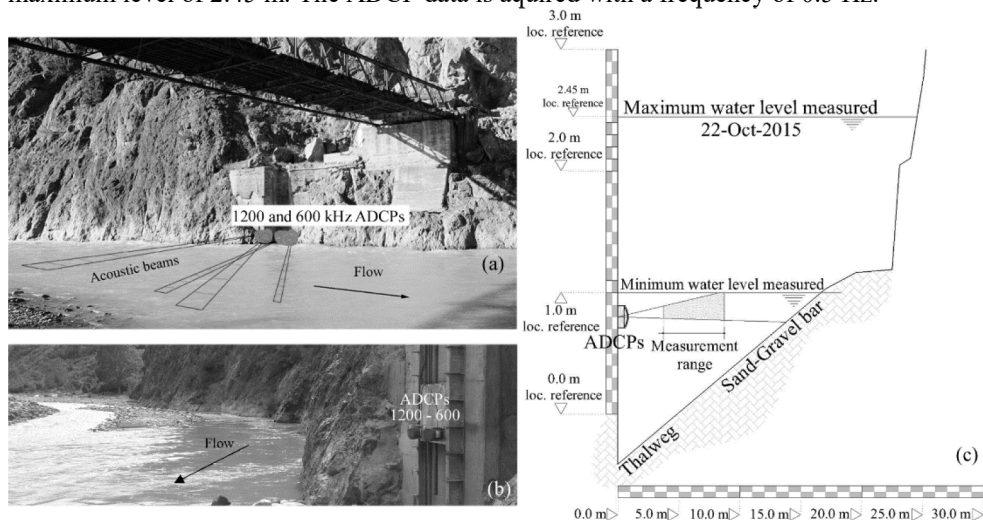 maximum level of 2.45 m. The ADCP data is aquired with a frequency of 0.5 Hz.
1200 and 600 kHz ADCPs
Acoustic beams
Flow
(a)
ADCPs
1200 - 600
Flow
(b)
3.0 m
loc. reference
2.45 m
loc. reference
Maximum water level measured
22-Oct-2015
2.0 m
loc. reference
Minimum water level measured
1.0 m
loc. reference
ADCPs
Measurement
range
Sand-Gravel bar
0.0 m
loc. reference
Thalweg
(c)
0.0 m 5.0 m 10.0 m 15.0 m 20.0 m 25.0 m 30.0 m